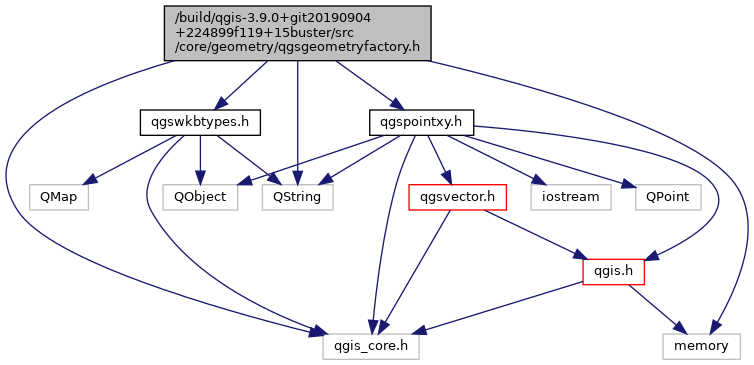 /build/qgis-3.9.0+git20190904
+224899f119+15buster/src
/core/geometry/qgsgeometryfactory.h
qgswkbtypes.h
qgspointxy.h
QMap
QObject
QString
qgsvector.h
iostream
QPoint
qgis.h
qgis_core.h
memory